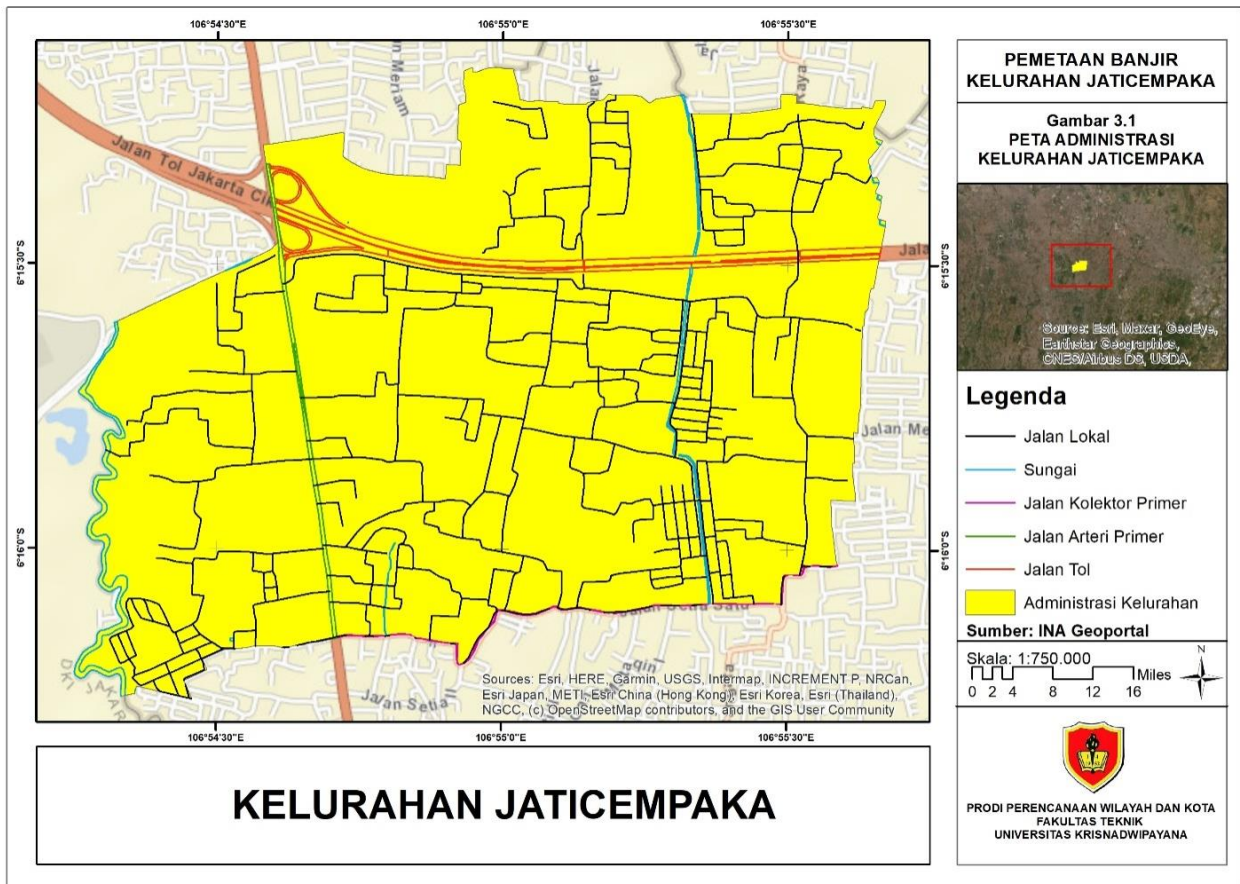 106°54'30"E
106°55'0"E
106°55'30"E
6°15'30"S
6°16'0"S
Jalan Tol Jakarta Cik
Meriam
Jalan
Raya
Jalan
Jalan Me
Jalan Setia II
DKI JAKAR
Sources: Esri, HERE, Garmin, USGS, Intermap, INCREMENT P, NRCan,
Esri Japan, METI, Esri China (Hong Kong), Esri Korea, Esri (Thailand),
NGCC, (c) OpenStreetMap contributors, and the GIS User Community
6°15'30"S
6°16'0"S
106°54'30"E
106°55'0"E
106°55'30"E
KELURAHAN JATICEMPAKA
PEMETAAN BANJIR
KELURAHAN JATICEMPAKA
Gambar 3.1
PETA ADMINISTRASI
KELURAHAN JATICEMPAKA
Source: Esri, Maxar, GeoEye,
Earthstar Geographics,
CNES/Airbus DS, USDA,
Legenda
Jalan Lokal
Sungai
Jalan Kolektor Primer
Jalan Arteri Primer
Jalan Tol
Administrasi Kelurahan
Sumber: INA Geoportal
Skala: 1:750.000
Miles
0 2 4 8 12 16
N
PRODI PERENCANAAN WILAYAH DAN KOTA
FAKULTAS TEKNIK
UNIVERSITAS KRISNADWIPAYANA